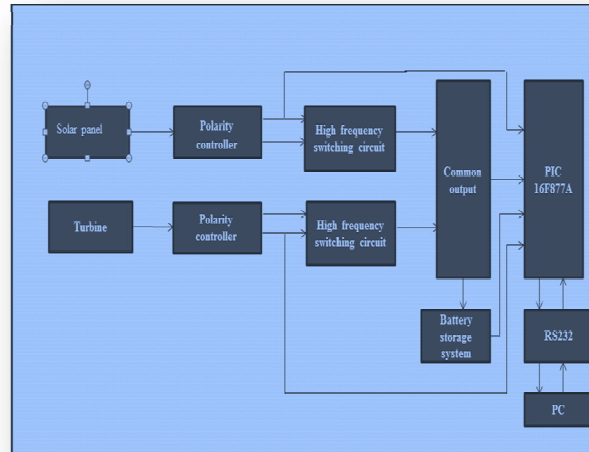 Solar panel
Polarity
controller
High frequency
switching circuit
Common
output
PIC
16F877A
Turbine
Polarity
controller
High frequency
switching circuit
Battery
storage
system
RS232
PC